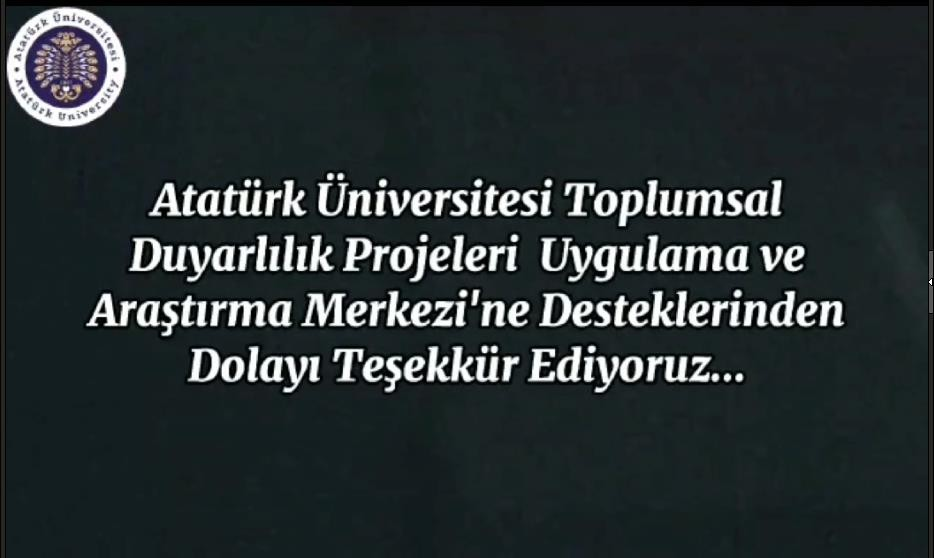 Atatürk Üniversitesi
Atatürk University
Atatürk Üniversitesi Toplumsal
Duyarlılık Projeleri Uygulama ve
Araştırma Merkezi'ne Desteklerinden
Dolayı Teşekkür Ediyoruz...